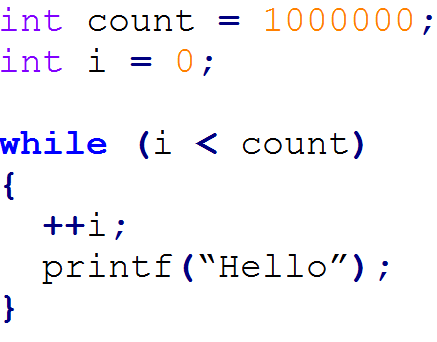 int count = 1000000;
int i = 0;
while (i < count)
{
++i;
printf(“Hello”);
}